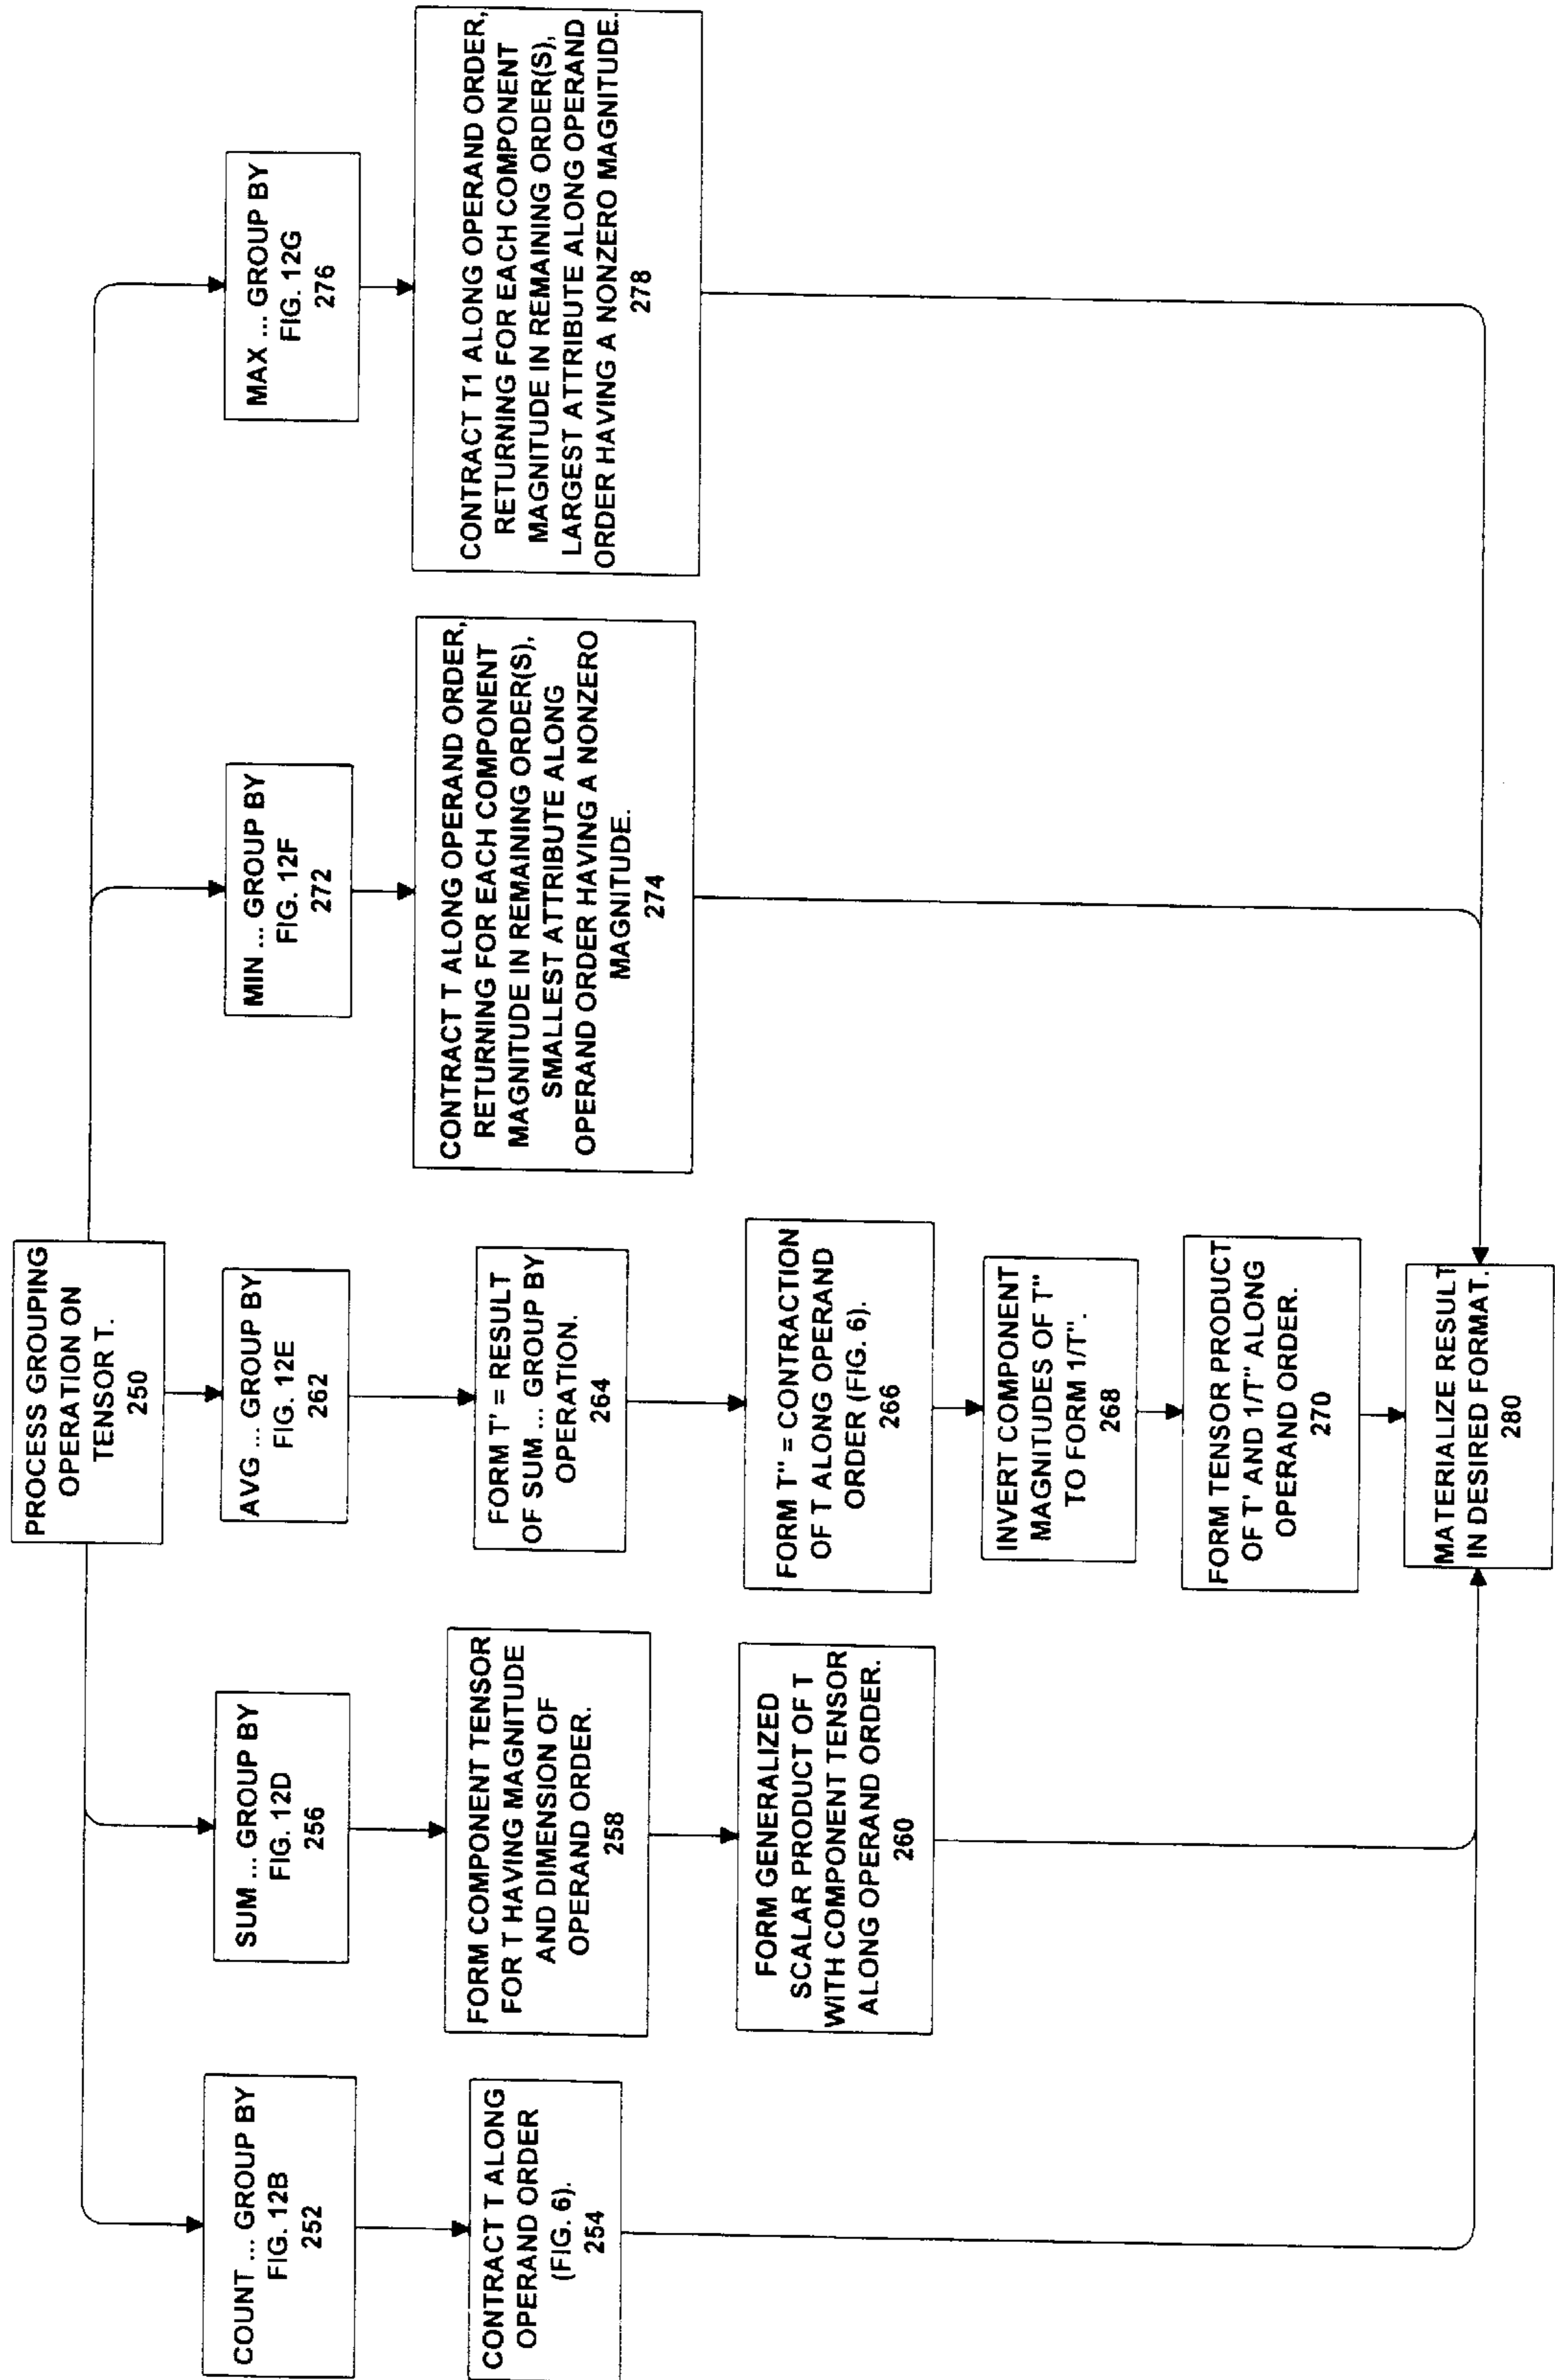 PROCESS GROUPING
OPERATION ON
TENSOR T.
250
COUNT ... GROUP BY
FIG. 12B
252
CONTRACT T ALONG
OPERAND ORDER
(FIG. 6).
254
SUM ... GROUP BY
FIG. 12D
256
FORM COMPONENT TENSOR
FOR T HAVING MAGNITUDE
AND DIMENSION OF
OPERAND ORDER.
258
FORM GENERALIZED
SCALAR PRODUCT OF T
WITH COMPONENT TENSOR
ALONG OPERAND ORDER.
260
AVG ... GROUP BY
FIG. 12E
262
FORM T' = RESULT
OF SUM ... GROUP BY
OPERATION.
264
FORM T" = CONTRACTION
OF T ALONG OPERAND
ORDER (FIG. 6).
266
INVERT COMPONENT
MAGNITUDES OF T"
TO FORM 1/T".
268
FORM TENSOR PRODUCT
OF T' AND 1/T" ALONG
OPERAND ORDER.
270
MIN ... GROUP BY
FIG. 12F
272
CONTRACT T ALONG OPERAND ORDER,
RETURNING FOR EACH COMPONENT
MAGNITUDE IN REMAINING ORDER(S),
SMALLEST ATTRIBUTE ALONG
OPERAND ORDER HAVING A NONZERO
MAGNITUDE.
274
MAX ... GROUP BY
FIG. 12G
276
CONTRACT T1 ALONG OPERAND ORDER,
RETURNING FOR EACH COMPONENT
MAGNITUDE IN REMAINING ORDER(S),
LARGEST ATTRIBUTE ALONG OPERAND
ORDER HAVING A NONZERO MAGNITUDE.
278
MATERIALIZE RESULT
IN DESIRED FORMAT.
280